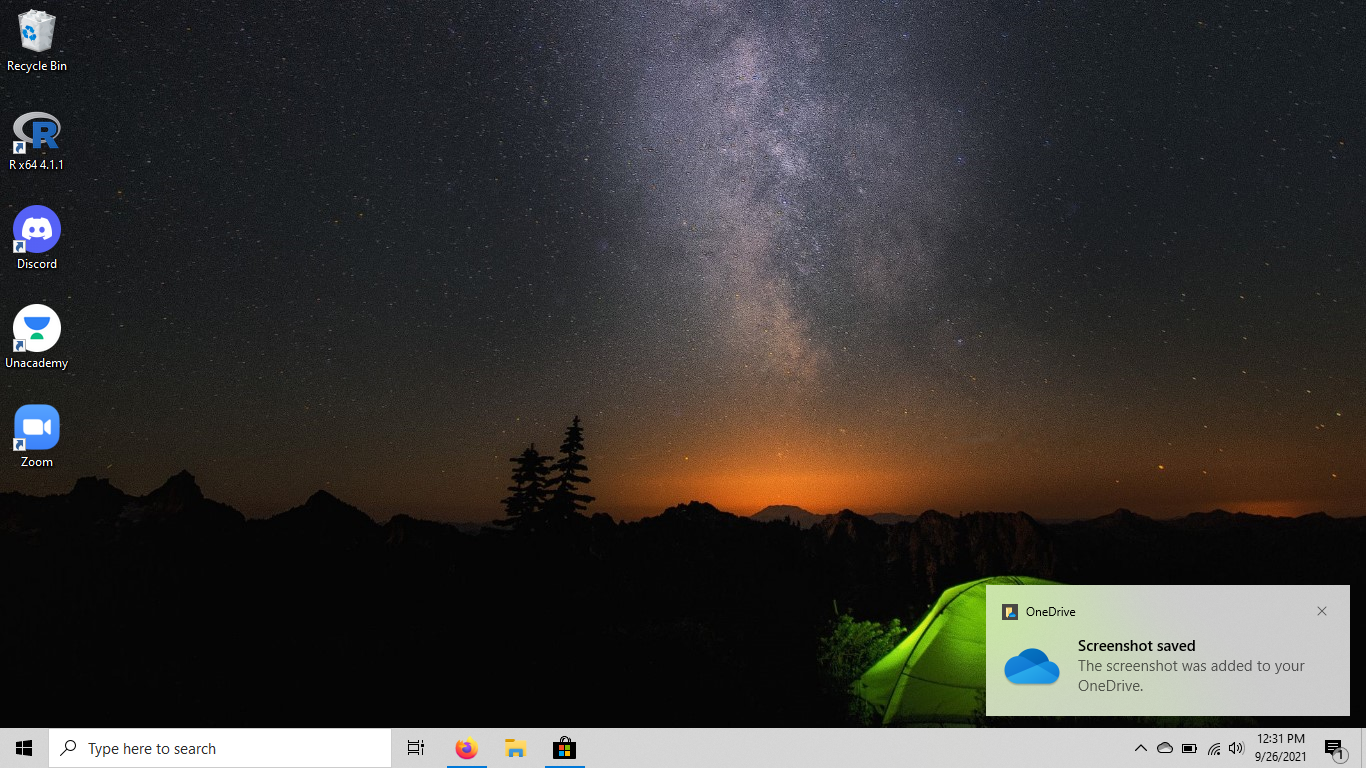 Recycle Bin
R x64 4.1.1
Discord
Unacademy
Zoom
OneDrive
Screenshot saved
The screenshot was added to your
OneDrive.
Type here to search
12:31 PM
9/26/2021
1